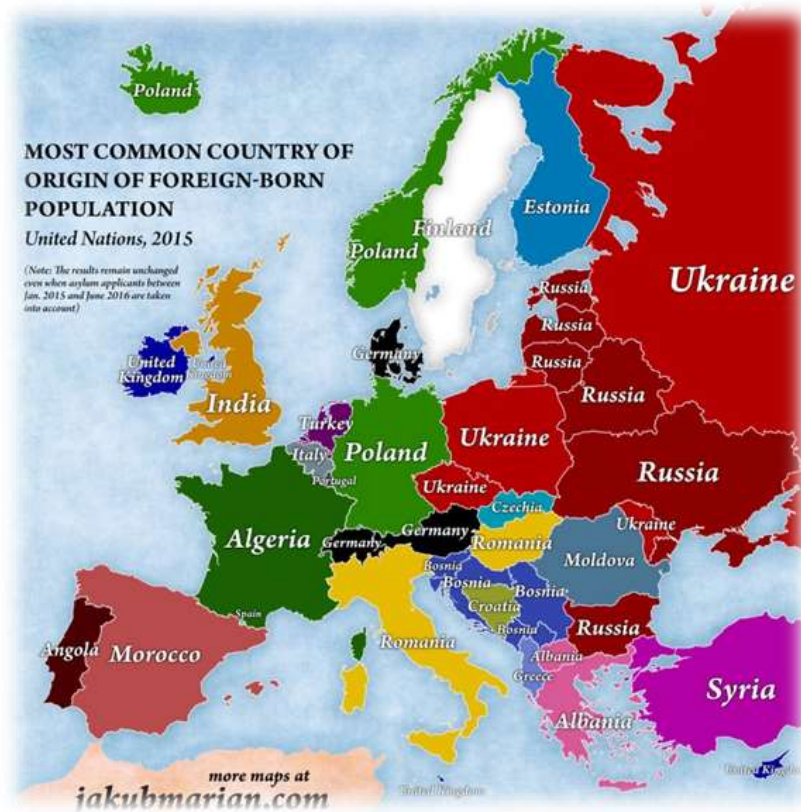 Poland
MOST COMMON COUNTRY OF
ORIGIN OF FOREIGN-BORN
POPULATION
United Nations, 2015
(Note: The results remain unchanged
even when asylum applicants between
Jan. 2015 and June 2016 are taken
into account)
Poland
Finland
Estonia
Ukraine
Russia
Russia
Russia
Russia
Germany
United
Kingdom
United
Kingdom
India
Turkey
Italy
Portugal
Poland
Ukraine
Russia
Ukraine
Czechia
Ukraine
Algeria
Germany
Germany
Romania
Moldova
Bosnia
Bosnia
Bosnia
Croatia
Bosnia
Spain
Russia
Angola
Morocco
Romania
Albania
Greece
Albania
Syria
more maps at
jakubmarian.com
United Kingdom
United Kingdom